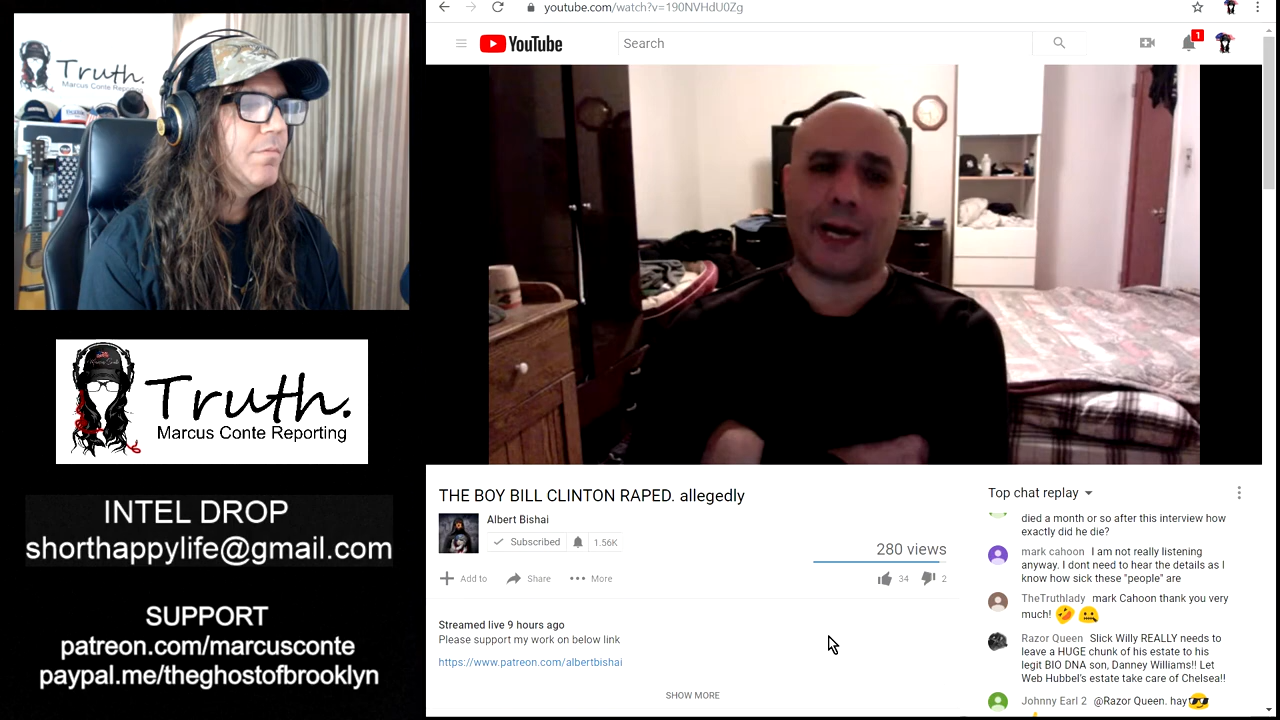 Truth.
Marcus Conte Reporting
Truth.
Marcus Conte Reporting
INTEL DROP
shorthappylife@gmail.com
SUPPORT
patreon.com/marcusconte
paypal.me/theghostofbrooklyn
youtube.com/watch?v=190NVHdU0Zg
YouTube
Search
1
THE BOY BILL CLINTON RAPED. allegedly
Albert Bishai
Subscribed 1.56K
280 views
Add to Share More 34 2
Streamed live 9 hours ago
Please support my work on below link
https://www.patreon.com/albertbishai
SHOW MORE
Top chat replay
died a month or so after this interview how
exactly did he die?
mark cahoon I am not really listening
anyway. I dont need to hear the details as I
know how sick these "people" are
TheTruthlady mark Cahoon thank you very
much! 🤣 🤐
Razor Queen Slick Willy REALLY needs to
leave a HUGE chunk of his estate to his
legit BIO DNA son, Danney Williams!! Let
Web Hubbel's estate take care of Chelsea!!
Johnny Earl 2 @Razor Queen. hay 😎